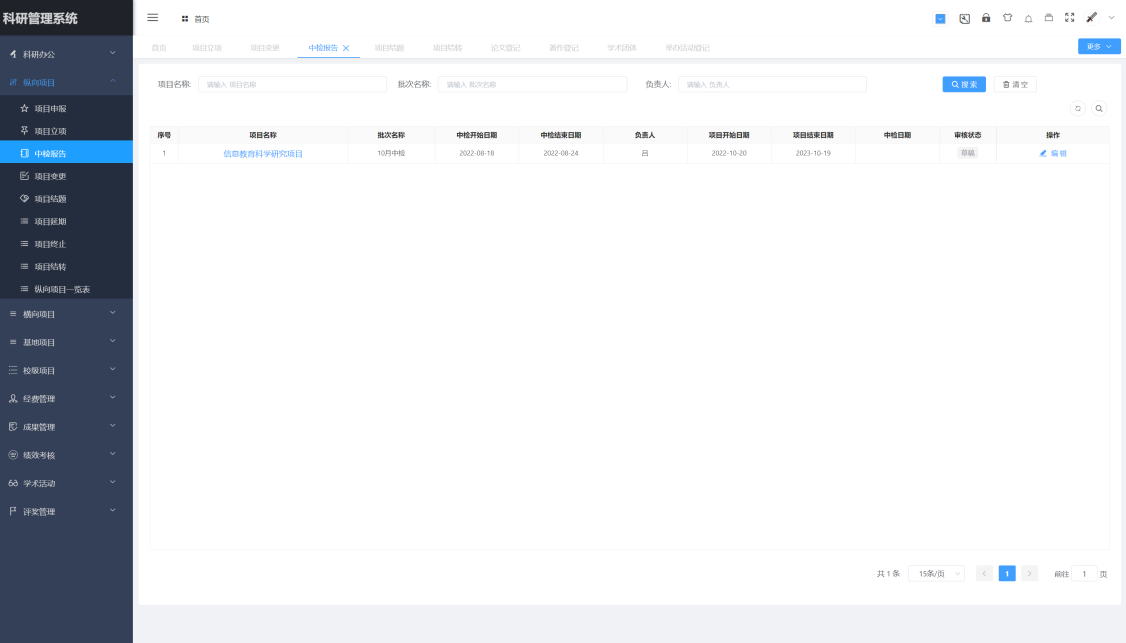 科研管理系统
首页
科研办公
纵向项目
项目申报
项目立项
中检报告
项目变更
项目结题
项目延期
项目终止
项目结转
纵向项目一览表
横向项目
基地项目
校级项目
经费管理
成果管理
绩效考核
学术活动
评奖管理
首页 项目立项 项目变更 中检报告 项目结题 项目结转 论文登记 著作登记 学术团体 举办活动登记 更多
项目名称: 请输入 项目名称 批次名称: 请输入 批次名称 负责人: 请输入 负责人 搜索 清空
序号 项目名称 批次名称 中检开始日期 中检结束日期 负责人 项目开始日期 项目结束日期 中检日期 审核状态 操作
1 信息教育科学研究项目 10月中检 2022-08-18 2022-08-24 吕 2022-10-20 2023-10-19 草稿 编辑
共 1 条 15条/页 1 前往 1 页